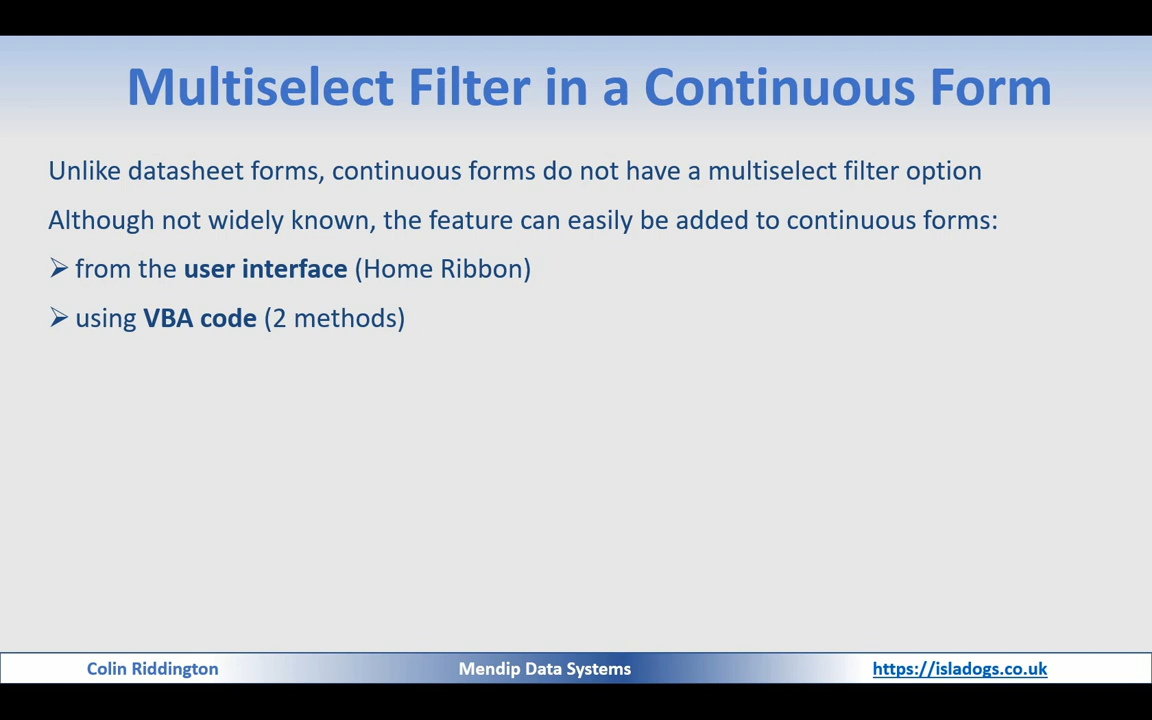 Multiselect Filter in a Continuous Form
Unlike datasheet forms, continuous forms do not have a multiselect filter option
Although not widely known, the feature can easily be added to continuous forms:
➢ from the user interface (Home Ribbon)
➢ using VBA code (2 methods)
Colin Riddington
Mendip Data Systems
https://isladogs.co.uk